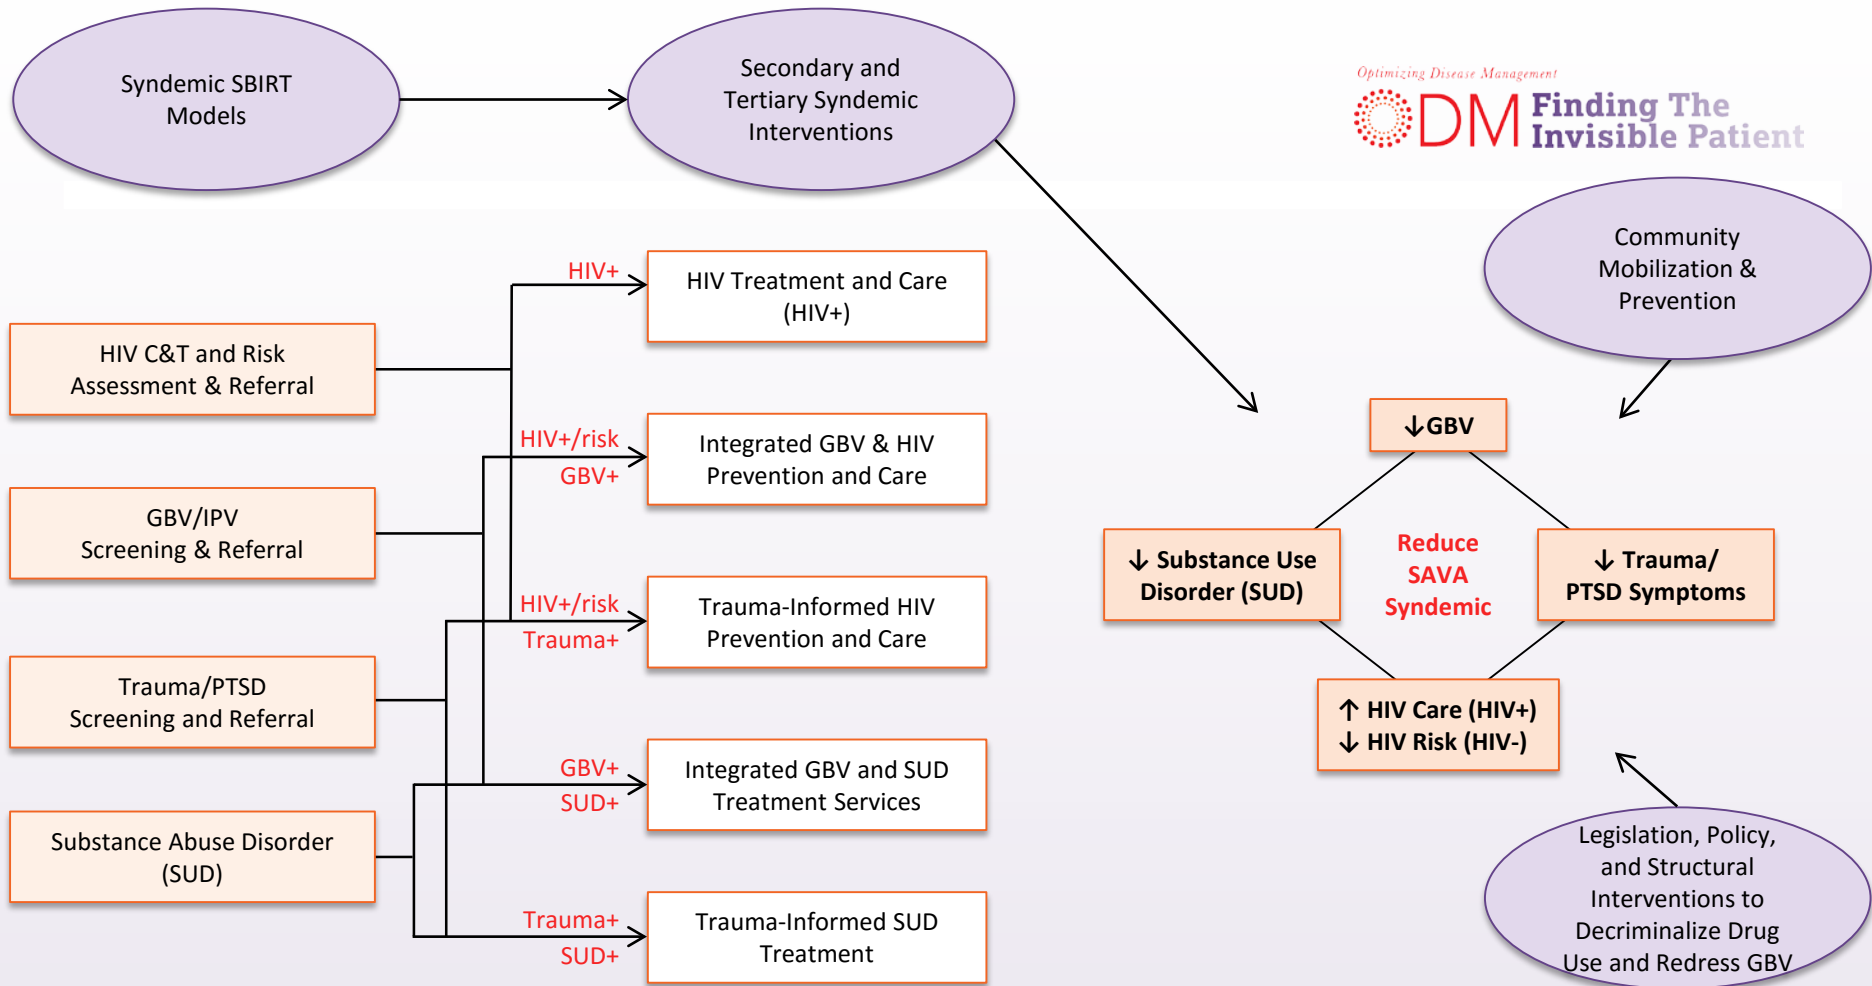 Syndemic SBIRT
Models
Secondary and
Tertiary Syndemic
Interventions
Optimizing Disease Management
ODM Finding The
Invisible Patient
Community
Mobilization &
Prevention
HIV C&T and Risk
Assessment & Referral
GBV/IPV
Screening & Referral
Trauma/PTSD
Screening and Referral
Substance Abuse Disorder
(SUD)
HIV+
HIV+/risk
GBV+
HIV+/risk
Trauma+
GBV+
SUD+
Trauma+
SUD+
HIV Treatment and Care
(HIV+)
Integrated GBV & HIV
Prevention and Care
Trauma-Informed HIV
Prevention and Care
Integrated GBV and SUD
Treatment Services
Trauma-Informed SUD
Treatment
↓GBV
↓ Substance Use
Disorder (SUD)
Reduce
SAVA
Syndemic
↓ Trauma/
PTSD Symptoms
↑ HIV Care (HIV+)
↓ HIV Risk (HIV-)
Legislation, Policy,
and Structural
Interventions to
Decriminalize Drug
Use and Redress GBV